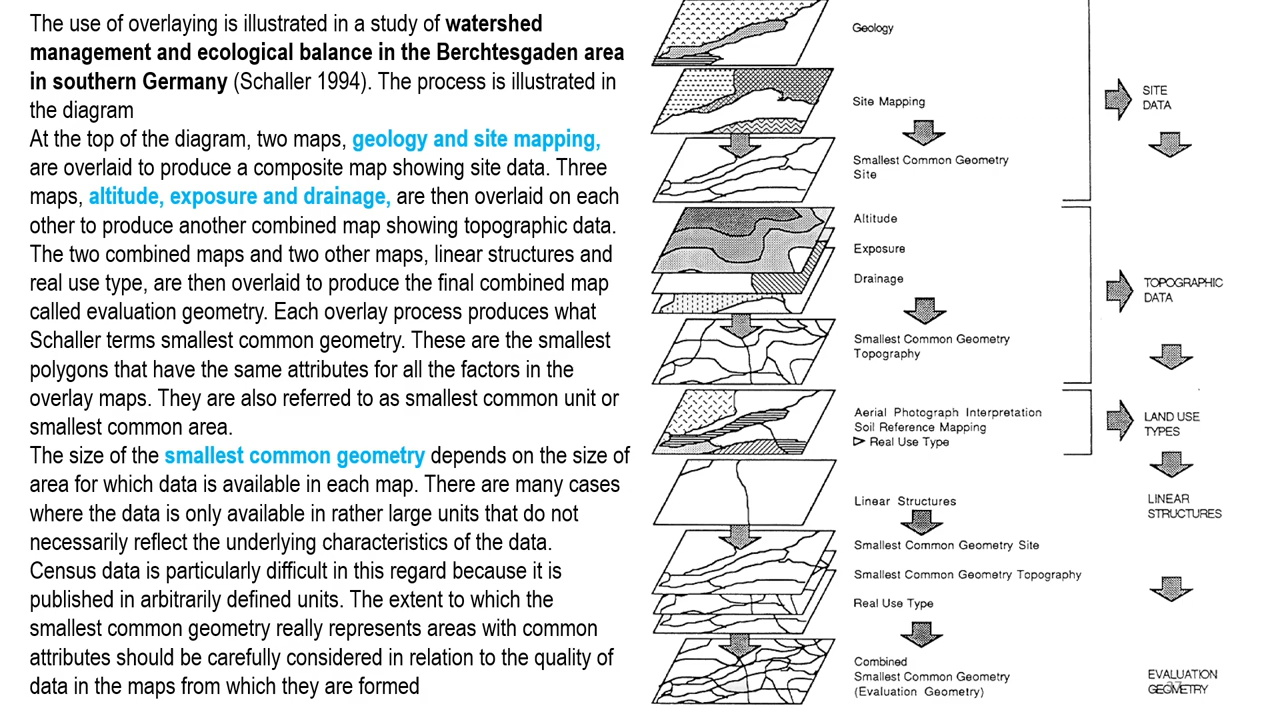 The use of overlaying is illustrated in a study of watershed
management and ecological balance in the Berchtesgaden area
in southern Germany (Schaller 1994). The process is illustrated in
the diagram
At the top of the diagram, two maps, geology and site mapping,
are overlaid to produce a composite map showing site data. Three
maps, altitude, exposure and drainage, are then overlaid on each
other to produce another combined map showing topographic data.
The two combined maps and two other maps, linear structures and
real use type, are then overlaid to produce the final combined map
called evaluation geometry. Each overlay process produces what
Schaller terms smallest common geometry. These are the smallest
polygons that have the same attributes for all the factors in the
overlay maps. They are also referred to as smallest common unit or
smallest common area.
The size of the smallest common geometry depends on the size of
area for which data is available in each map. There are many cases
where the data is only available in rather large units that do not
necessarily reflect the underlying characteristics of the data.
Census data is particularly difficult in this regard because it is
published in arbitrarily defined units. The extent to which the
smallest common geometry really represents areas with common
attributes should be carefully considered in relation to the quality of
data in the maps from which they are formed
Geology
Site Mapping
Smallest Common Geometry
Site
SITE
DATA
Altitude
Exposure
Drainage
Smallest Common Geometry
Topography
TOPOGRAPHIC
DATA
Aerial Photograph Interpretation
Soil Reference Mapping
Real Use Type
LAND USE
TYPES
Linear Structures
LINEAR
STRUCTURES
Smallest Common Geometry Site
Smallest Common Geometry Topography
Real Use Type
Combined
Smallest Common Geometry
(Evaluation Geometry)
EVALUATION
GEOMETRY